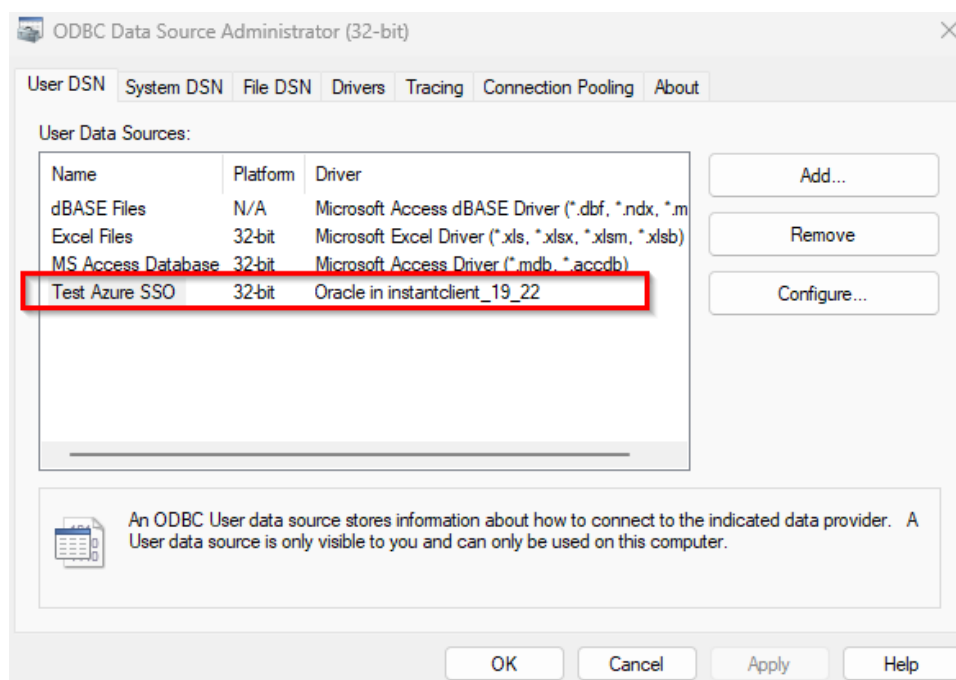 ODBC Data Source Administrator (32-bit)
User DSN System DSN File DSN Drivers Tracing Connection Pooling About
User Data Sources:
Name Platform Driver
dBASE Files N/A Microsoft Access dBASE Driver (*.dbf, *.ndx, *.m
Excel Files 32-bit Microsoft Excel Driver (*.xls, *.xlsx, *.xlsm, *.xlsb)
MS Access Database 32-bit Microsoft Access Driver (*.mdb, *.accdb)
Test Azure SSO 32-bit Oracle in instantclient_19_22
Add...
Remove
Configure...
An ODBC User data source stores information about how to connect to the indicated data provider. A
User data source is only visible to you and can only be used on this computer.
OK Cancel Apply Help